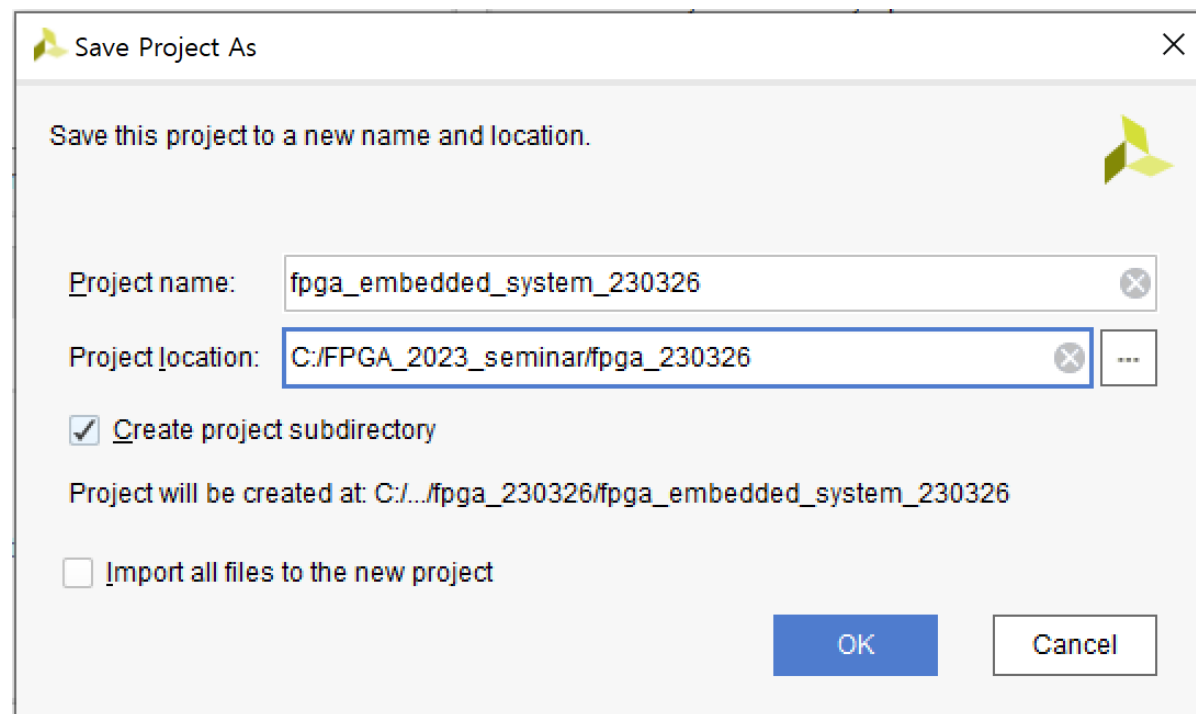 Save Project As
Save this project to a new name and location.
Project name: fpga_embedded_system_230326
Project location: C:/FPGA_2023_seminar/fpga_230326 ...
Create project subdirectory
Project will be created at: C:/.../fpga_230326/fpga_embedded_system_230326
Import all files to the new project
OK Cancel